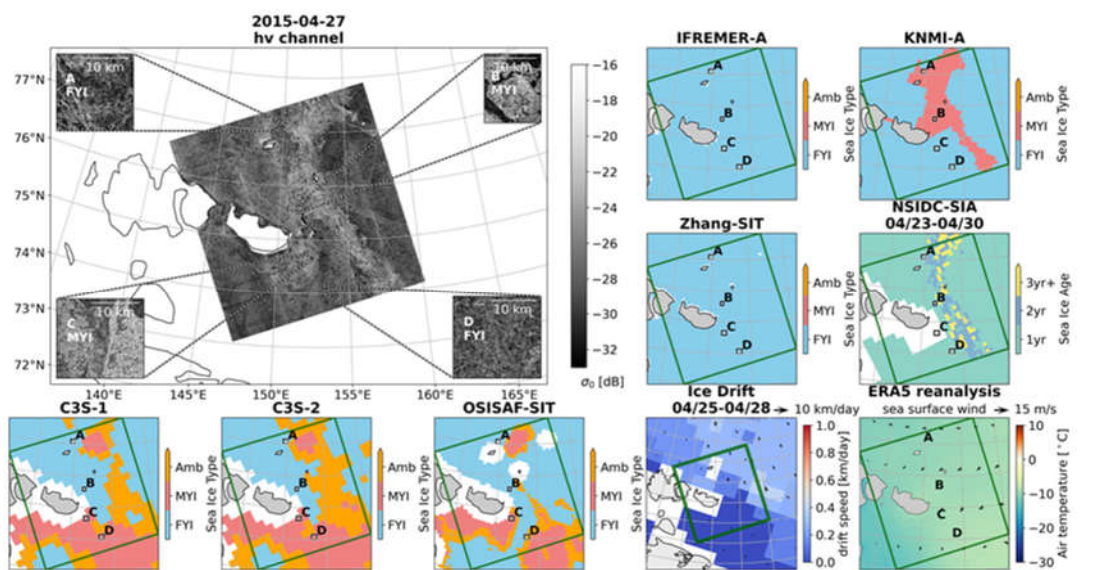 2015-04-27
hv channel
77°N
76°N
75°N
74°N
73°N
72°N
140°E
145°E
150°E
155°E
160°E
165°E
10 km
A
FYI
10 km
B
MYI
10 km
C
MYI
10 km
D
FYI
−16
−18
−20
−22
−24
−26
−28
−30
−32
σ₀ [dB]
IFREMER-A
A
B
C
D
Amb
MYI
FYI
Sea Ice Type
KNMI-A
A
B
C
D
Amb
MYI
FYI
Sea Ice Type
Zhang-SIT
A
B
C
D
Amb
MYI
FYI
Sea Ice Type
NSIDC-SIA
04/23-04/30
A
B
C
D
3yr+
2yr
1yr
Sea Ice Age
C3S-1
A
B
C
D
Amb
MYI
FYI
Sea Ice Type
C3S-2
A
B
C
D
Amb
MYI
FYI
Sea Ice Type
OSISAF-SIT
A
B
C
D
Amb
MYI
FYI
Sea Ice Type
Ice Drift
04/25-04/28
10 km/day
1.0
0.8
0.6
0.4
0.2
0.0
drift speed [km/day]
ERA5 reanalysis
sea surface wind
15 m/s
A
B
C
D
10
0
−10
−20
−30
Air temperature [°C]